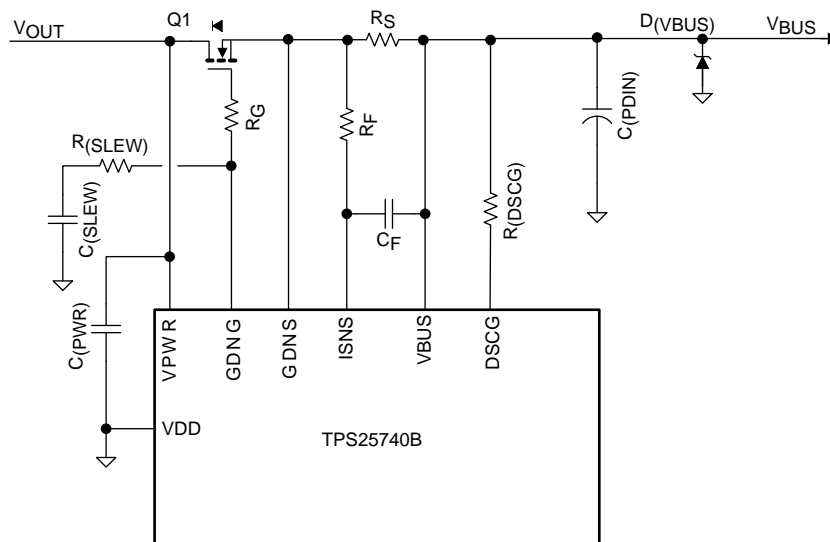 VOUT
Q1
RS
D(VBUS)
VBUS
RG
RF
C(PDIN)
R(SLEW)
C(SLEW)
CF
R(DSCG)
C(PWR)
VPWR
GDNG
GDNS
ISNS
VBUS
DSCG
VDD
TPS25740B